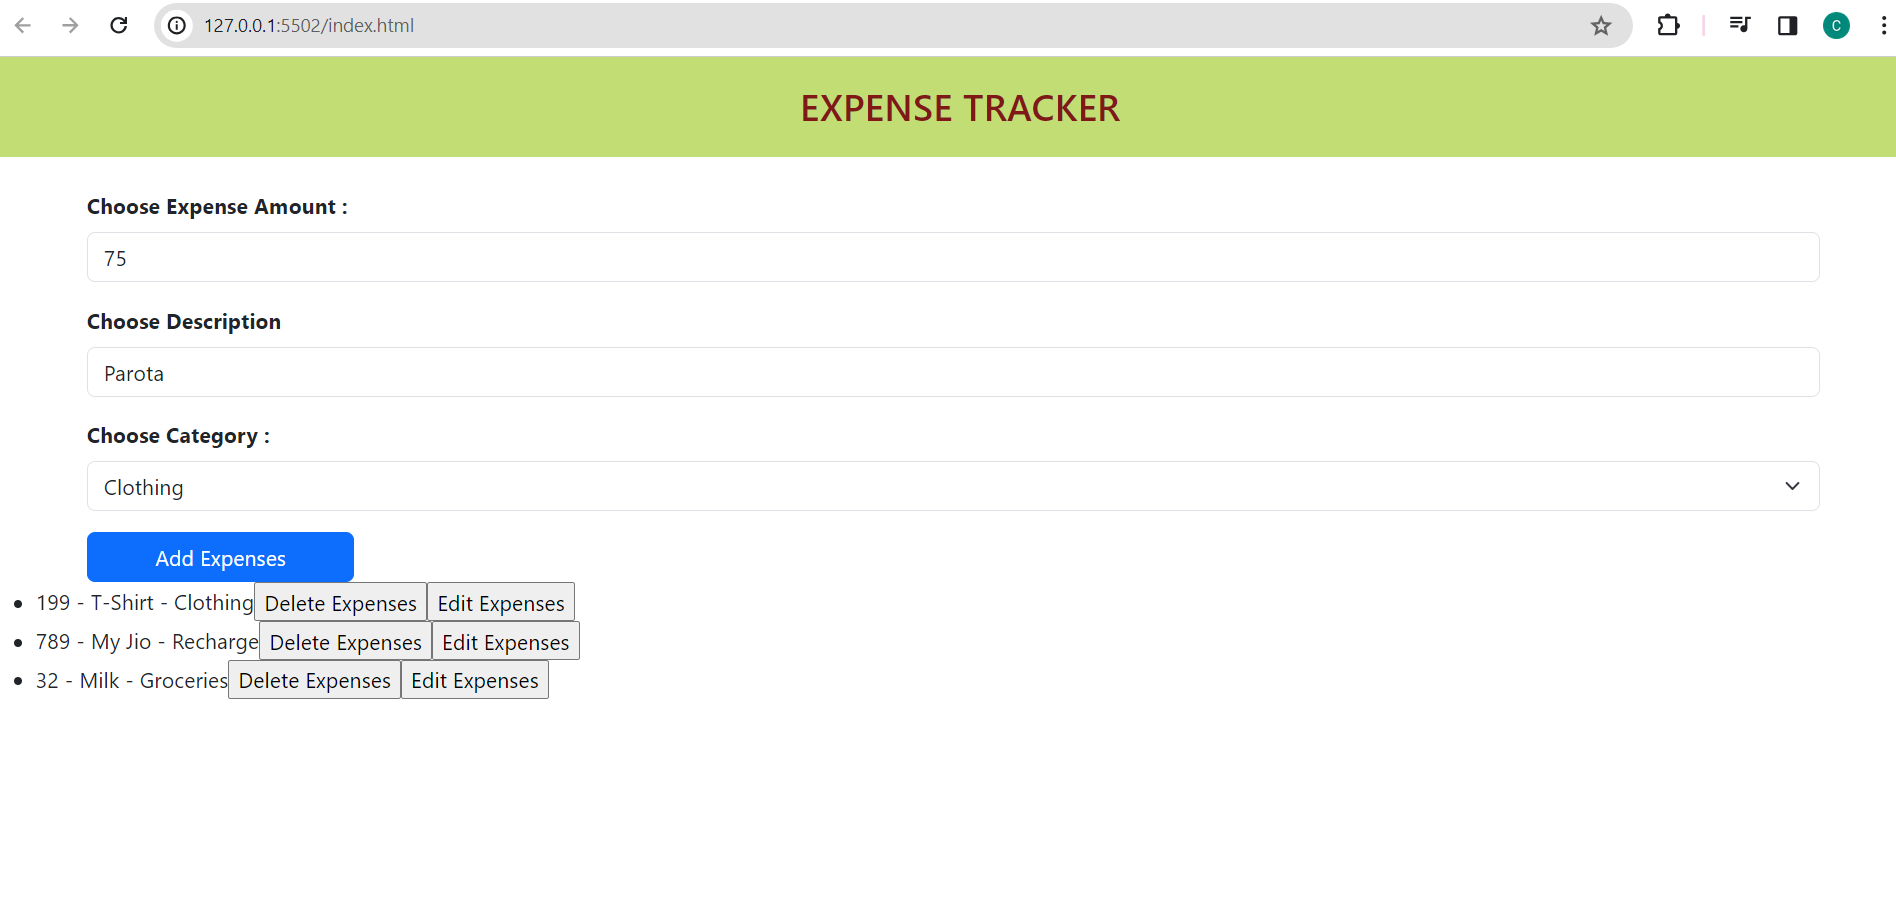 127.0.0.1:5502/index.html
C
EXPENSE TRACKER
Choose Expense Amount :
75
Choose Description
Parota
Choose Category :
Clothing
Add Expenses
199 - T-Shirt - Clothing Delete Expenses Edit Expenses
789 - My Jio - Recharge Delete Expenses Edit Expenses
32 - Milk - Groceries Delete Expenses Edit Expenses